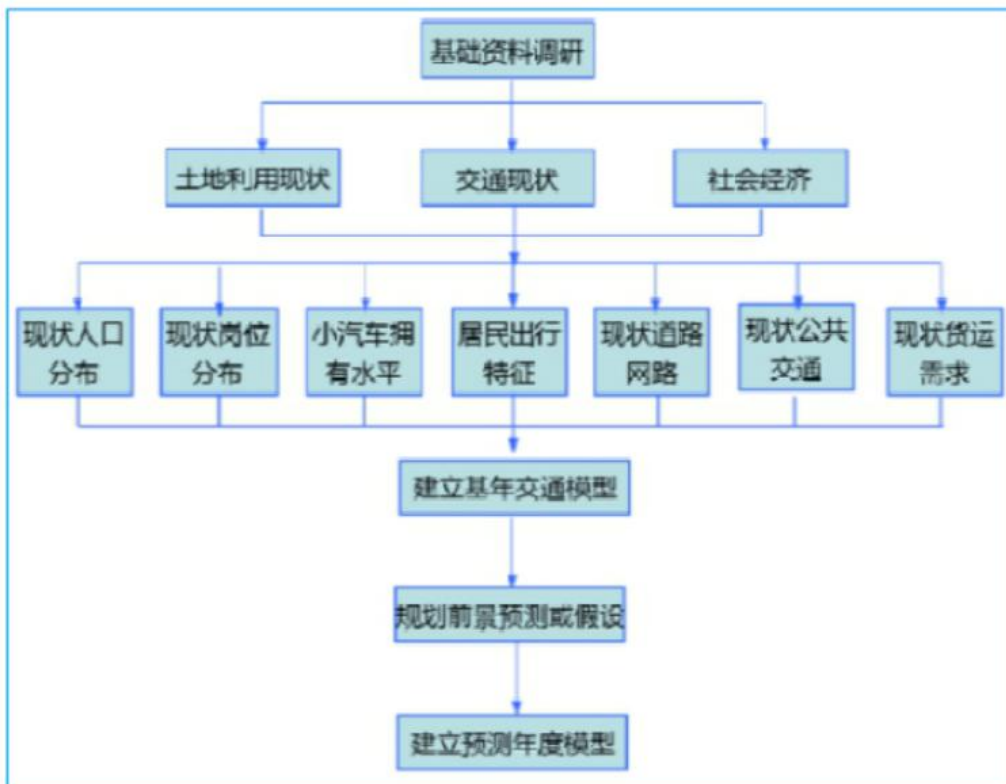 基础资料调研
土地利用现状
交通现状
社会经济
现状人口
分布
现状岗位
分布
小汽车拥
有水平
居民出行
特征
现状道路
网路
现状公共
交通
现状货运
需求
建立基年交通模型
规划前景预测或假设
建立预测年度模型